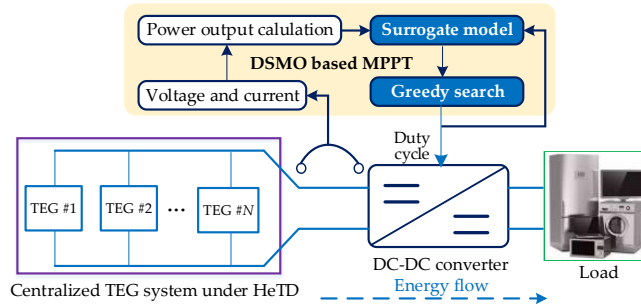 Power output calulation
Surrogate model
DSMO based MPPT
Voltage and current
Greedy search
Duty
cycle
TEG #1
TEG #2
...
TEG #N
DC-DC converter
Load
Centralized TEG system under HeTD
Energy flow